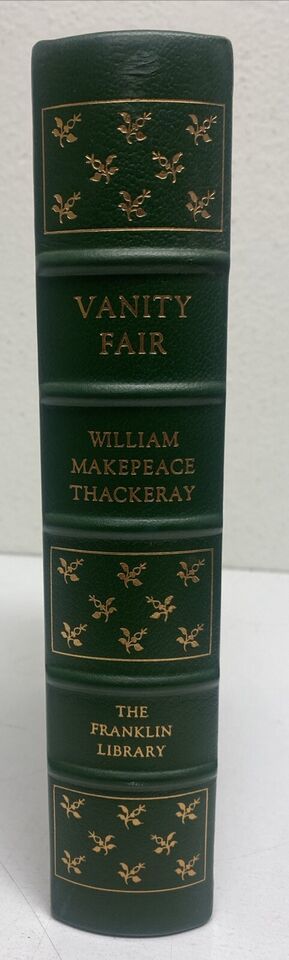 VANITY
FAIR
WILLIAM
MAKEPEACE
THACKERAY
THE
FRANKLIN
LIBRARY